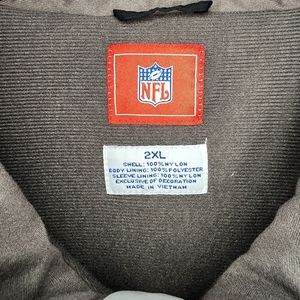 NFL
2XL
SHELL: 100% NYLON
BODY LINING: 100% POLYESTER
SLEEVE LINING: 100% NYLON
EXCLUSIVE OF DECORATION
MADE IN VIETNAM